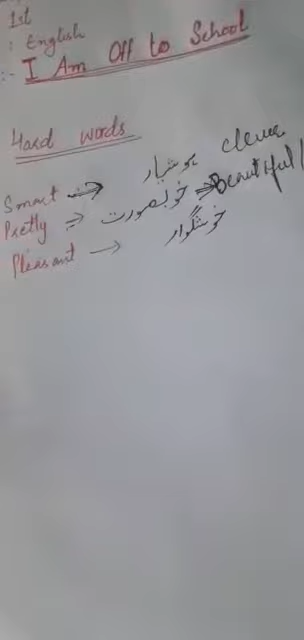 1st
: English
:- I Am Off to School
Hard words
Smart → ہوشیار clever
Pretty → خوبصورت → Beautiful
Pleasant → خوشگوار